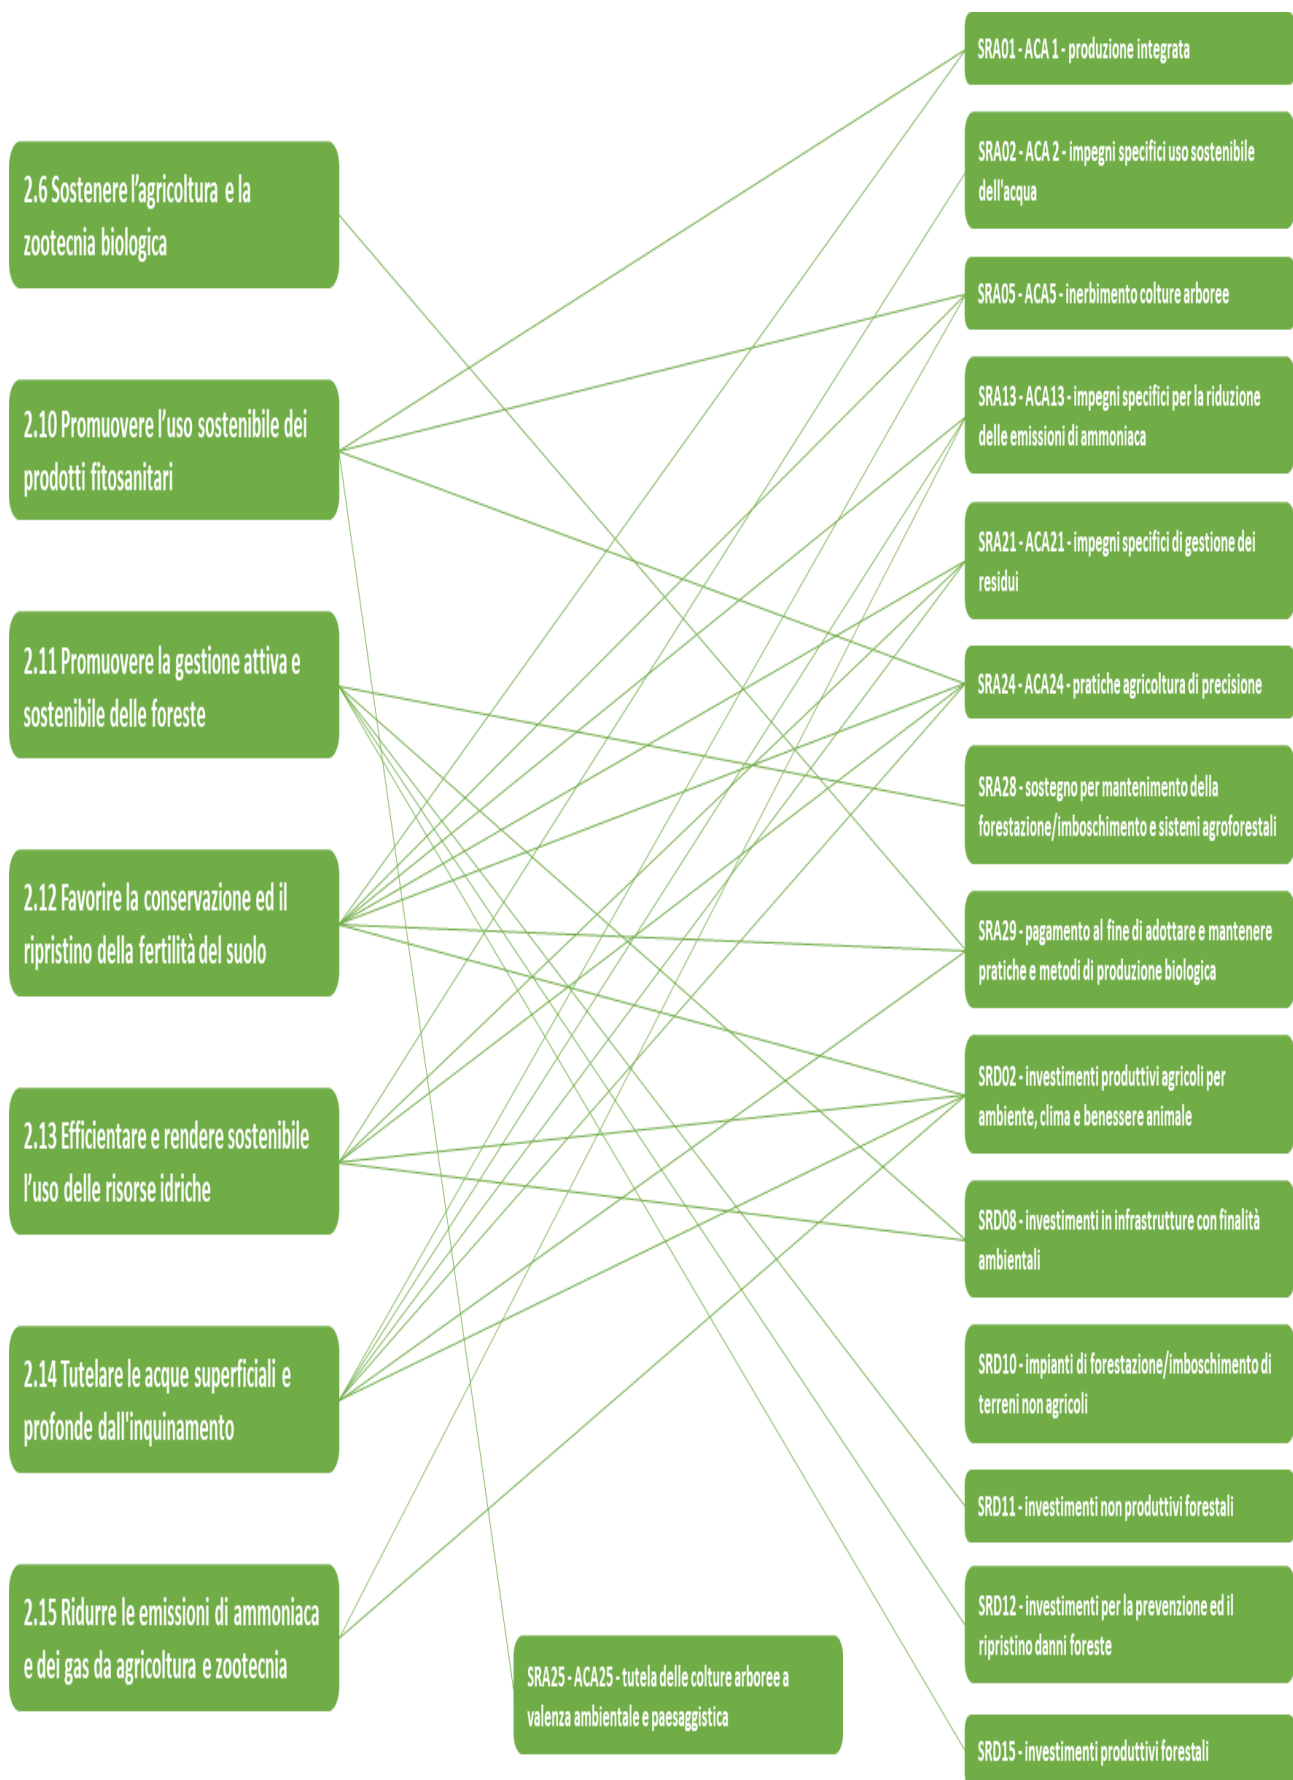 2.6 Sostenere l'agricoltura e la
zootecnia biologica
2.10 Promuovere l'uso sostenibile dei
prodotti fitosanitari
2.11 Promuovere la gestione attiva e
sostenibile delle foreste
2.12 Favorire la conservazione ed il
ripristino della fertilità del suolo
2.13 Efficientare e rendere sostenibile
l'uso delle risorse idriche
2.14 Tutelare le acque superficiali e
profonde dall'inquinamento
2.15 Ridurre le emissioni di ammoniaca
e dei gas da agricoltura e zootecnia
SRA25 - ACA25 - tutela delle colture arboree a
valenza ambientale e paesaggistica
SRA01 - ACA 1 - produzione integrata
SRA02 - ACA 2 - impegni specifici uso sostenibile
dell'acqua
SRA05 - ACA5 - inerbimento colture arboree
SRA13 - ACA13 - impegni specifici per la riduzione
delle emissioni di ammoniaca
SRA21 - ACA21 - impegni specifici di gestione dei
residui
SRA24 - ACA24 - pratiche agricoltura di precisione
SRA28 - sostegno per mantenimento della
forestazione/imboschimento e sistemi agroforestali
SRA29 - pagamento al fine di adottare e mantenere
pratiche e metodi di produzione biologica
SRD02 - investimenti produttivi agricoli per
ambiente, clima e benessere animale
SRD08 - investimenti in infrastrutture con finalità
ambientali
SRD10 - impianti di forestazione/imboschimento di
terreni non agricoli
SRD11 - investimenti non produttivi forestali
SRD12 - investimenti per la prevenzione ed il
ripristino danni foreste
SRD15 - investimenti produttivi forestali